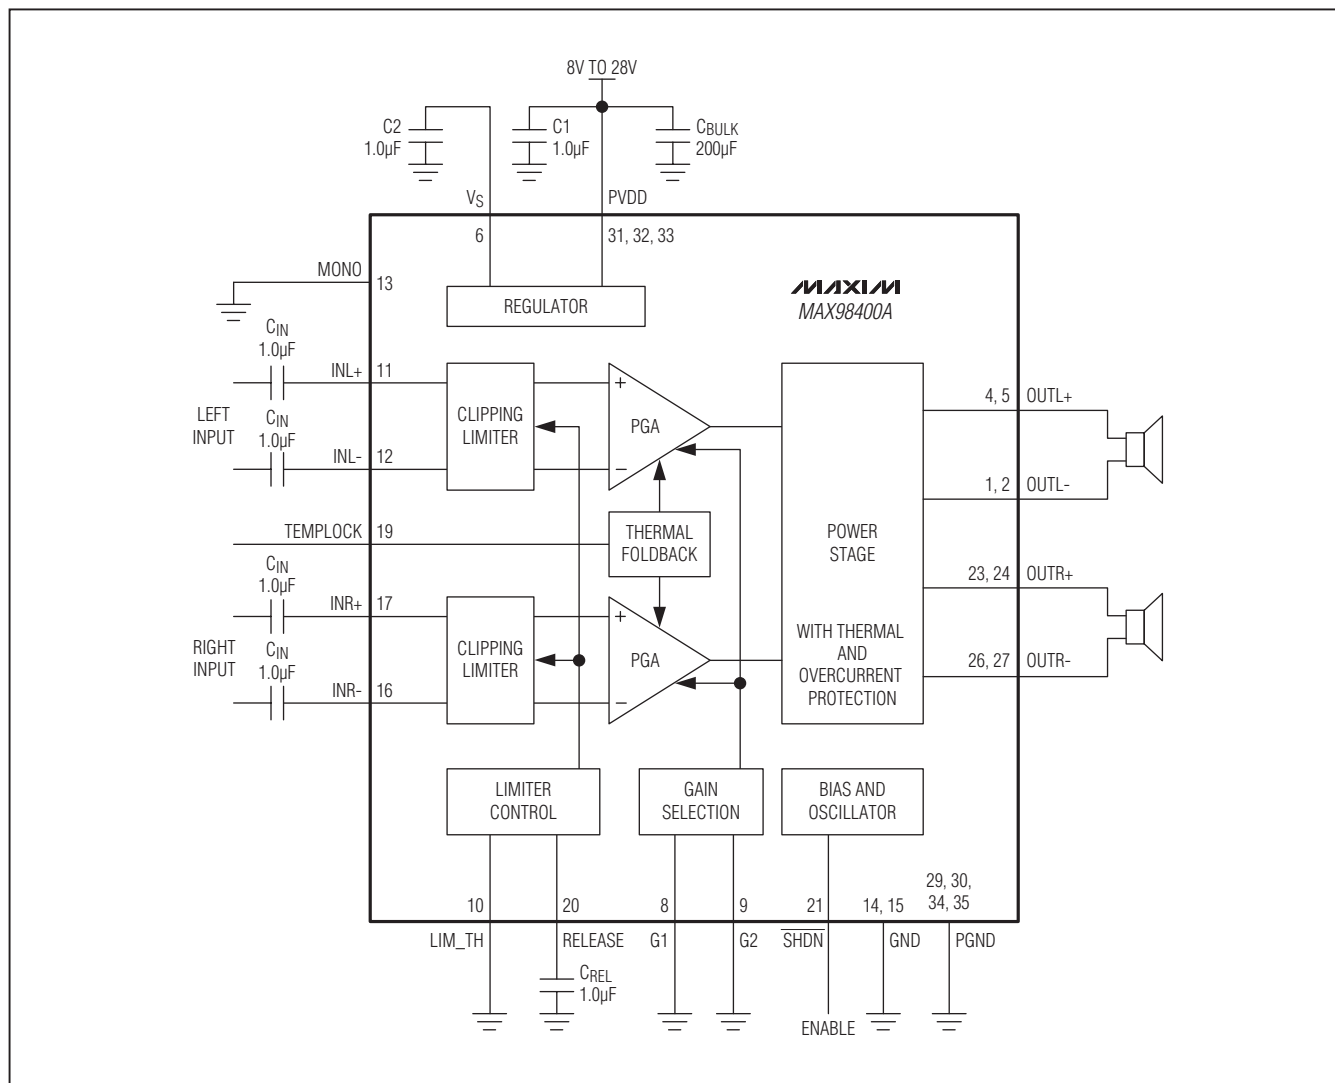 8V TO 28V
C2
1.0µF
C1
1.0µF
CBULK
200µF
VS
PVDD
6
31, 32, 33
MONO
13
REGULATOR
MAXIM
MAX98400A
CIN
1.0µF
INL+
11
LEFT
INPUT
CIN
1.0µF
INL-
12
CLIPPING
LIMITER
+
PGA
−
4, 5
OUTL+
1, 2
OUTL-
TEMPLOCK
19
THERMAL
FOLDBACK
POWER
STAGE
WITH THERMAL
AND
OVERCURRENT
PROTECTION
CIN
1.0µF
INR+
17
RIGHT
INPUT
CIN
1.0µF
INR-
16
CLIPPING
LIMITER
+
PGA
−
23, 24
OUTR+
26, 27
OUTR-
LIMITER
CONTROL
GAIN
SELECTION
BIAS AND
OSCILLATOR
10
20
8
9
21
14, 15
29, 30,
34, 35
LIM_TH
RELEASE
G1
G2
SHDN
GND
PGND
CREL
1.0µF
ENABLE